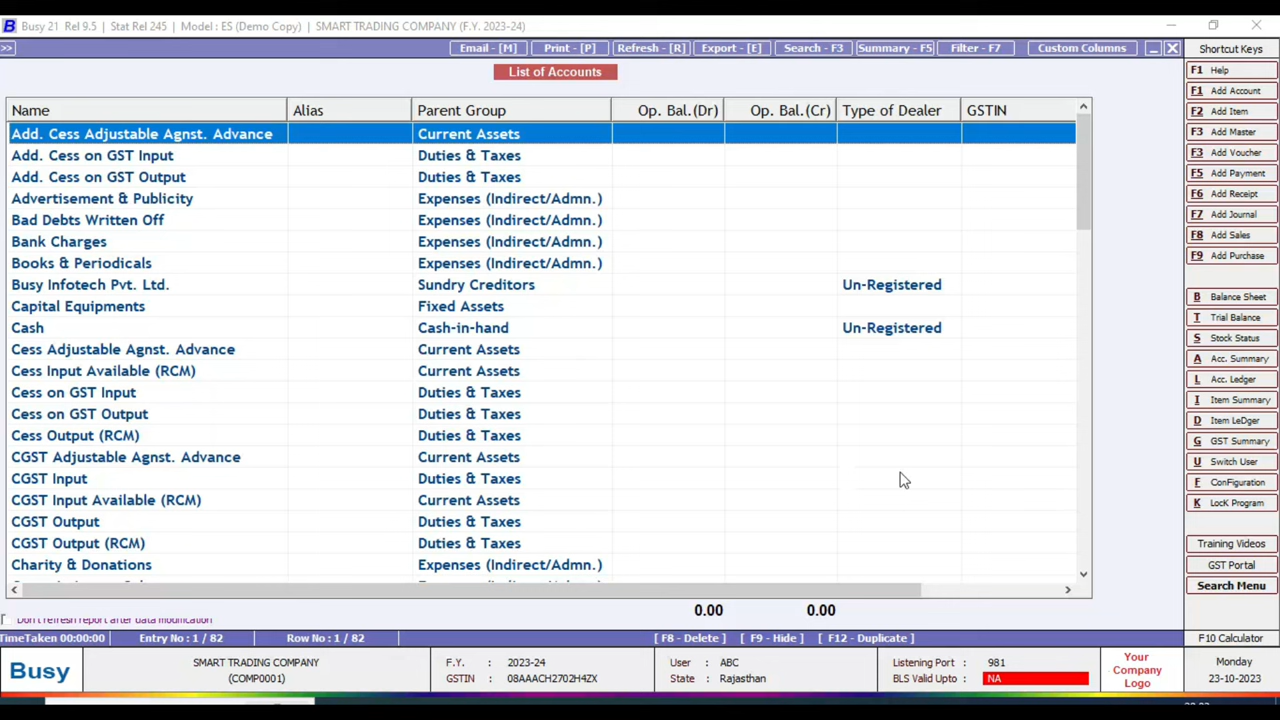 B Busy 21 Rel 9.5 | Stat Rel 245 | Model : ES (Demo Copy) | SMART TRADING COMPANY (F.Y. 2023-24)
>> Email - [M] Print - [P] Refresh - [R] Export - [E] Search - F3 Summary - F5 Filter - F7 Custom Columns
Shortcut Keys
List of Accounts
Name Alias Parent Group Op. Bal.(Dr) Op. Bal.(Cr) Type of Dealer GSTIN
Add. Cess Adjustable Agnst. Advance Current Assets
Add. Cess on GST Input Duties & Taxes
Add. Cess on GST Output Duties & Taxes
Advertisement & Publicity Expenses (Indirect/Admn.)
Bad Debts Written Off Expenses (Indirect/Admn.)
Bank Charges Expenses (Indirect/Admn.)
Books & Periodicals Expenses (Indirect/Admn.)
Busy Infotech Pvt. Ltd. Sundry Creditors Un-Registered
Capital Equipments Fixed Assets
Cash Cash-in-hand Un-Registered
Cess Adjustable Agnst. Advance Current Assets
Cess Input Available (RCM) Current Assets
Cess on GST Input Duties & Taxes
Cess on GST Output Duties & Taxes
Cess Output (RCM) Duties & Taxes
CGST Adjustable Agnst. Advance Current Assets
CGST Input Duties & Taxes
CGST Input Available (RCM) Current Assets
CGST Output Duties & Taxes
CGST Output (RCM) Duties & Taxes
Charity & Donations Expenses (Indirect/Admn.)
0.00 0.00
Don't refresh report after data modification
TimeTaken 00:00:00 Entry No : 1 / 82 Row No : 1 / 82 [ F8 - Delete ] [ F9 - Hide ] [ F12 - Duplicate ]
F1 Help
F1 Add Account
F2 Add Item
F3 Add Master
F3 Add Voucher
F5 Add Payment
F6 Add Receipt
F7 Add Journal
F8 Add Sales
F9 Add Purchase
B Balance Sheet
T Trial Balance
S Stock Status
A Acc. Summary
L Acc. Ledger
I Item Summary
D Item LeDger
G GST Summary
U Switch User
F ConFiguration
K LocK Program
Training Videos
GST Portal
Search Menu
F10 Calculator
Busy
SMART TRADING COMPANY
(COMP0001)
F.Y. : 2023-24
GSTIN : 08AAACH2702H4ZX
User : ABC
State : Rajasthan
Listening Port : 981
BLS Valid Upto : NA
Your
Company
Logo
Monday
23-10-2023